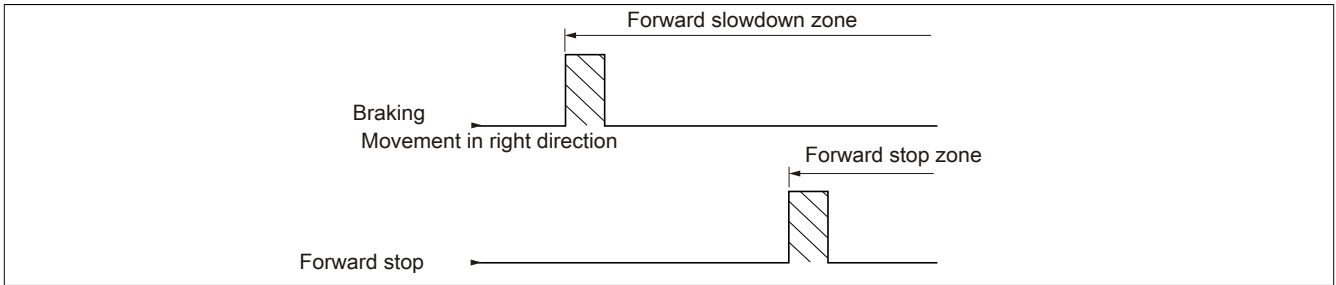 Forward slowdown zone
Braking
Movement in right direction
Forward stop zone
Forward stop